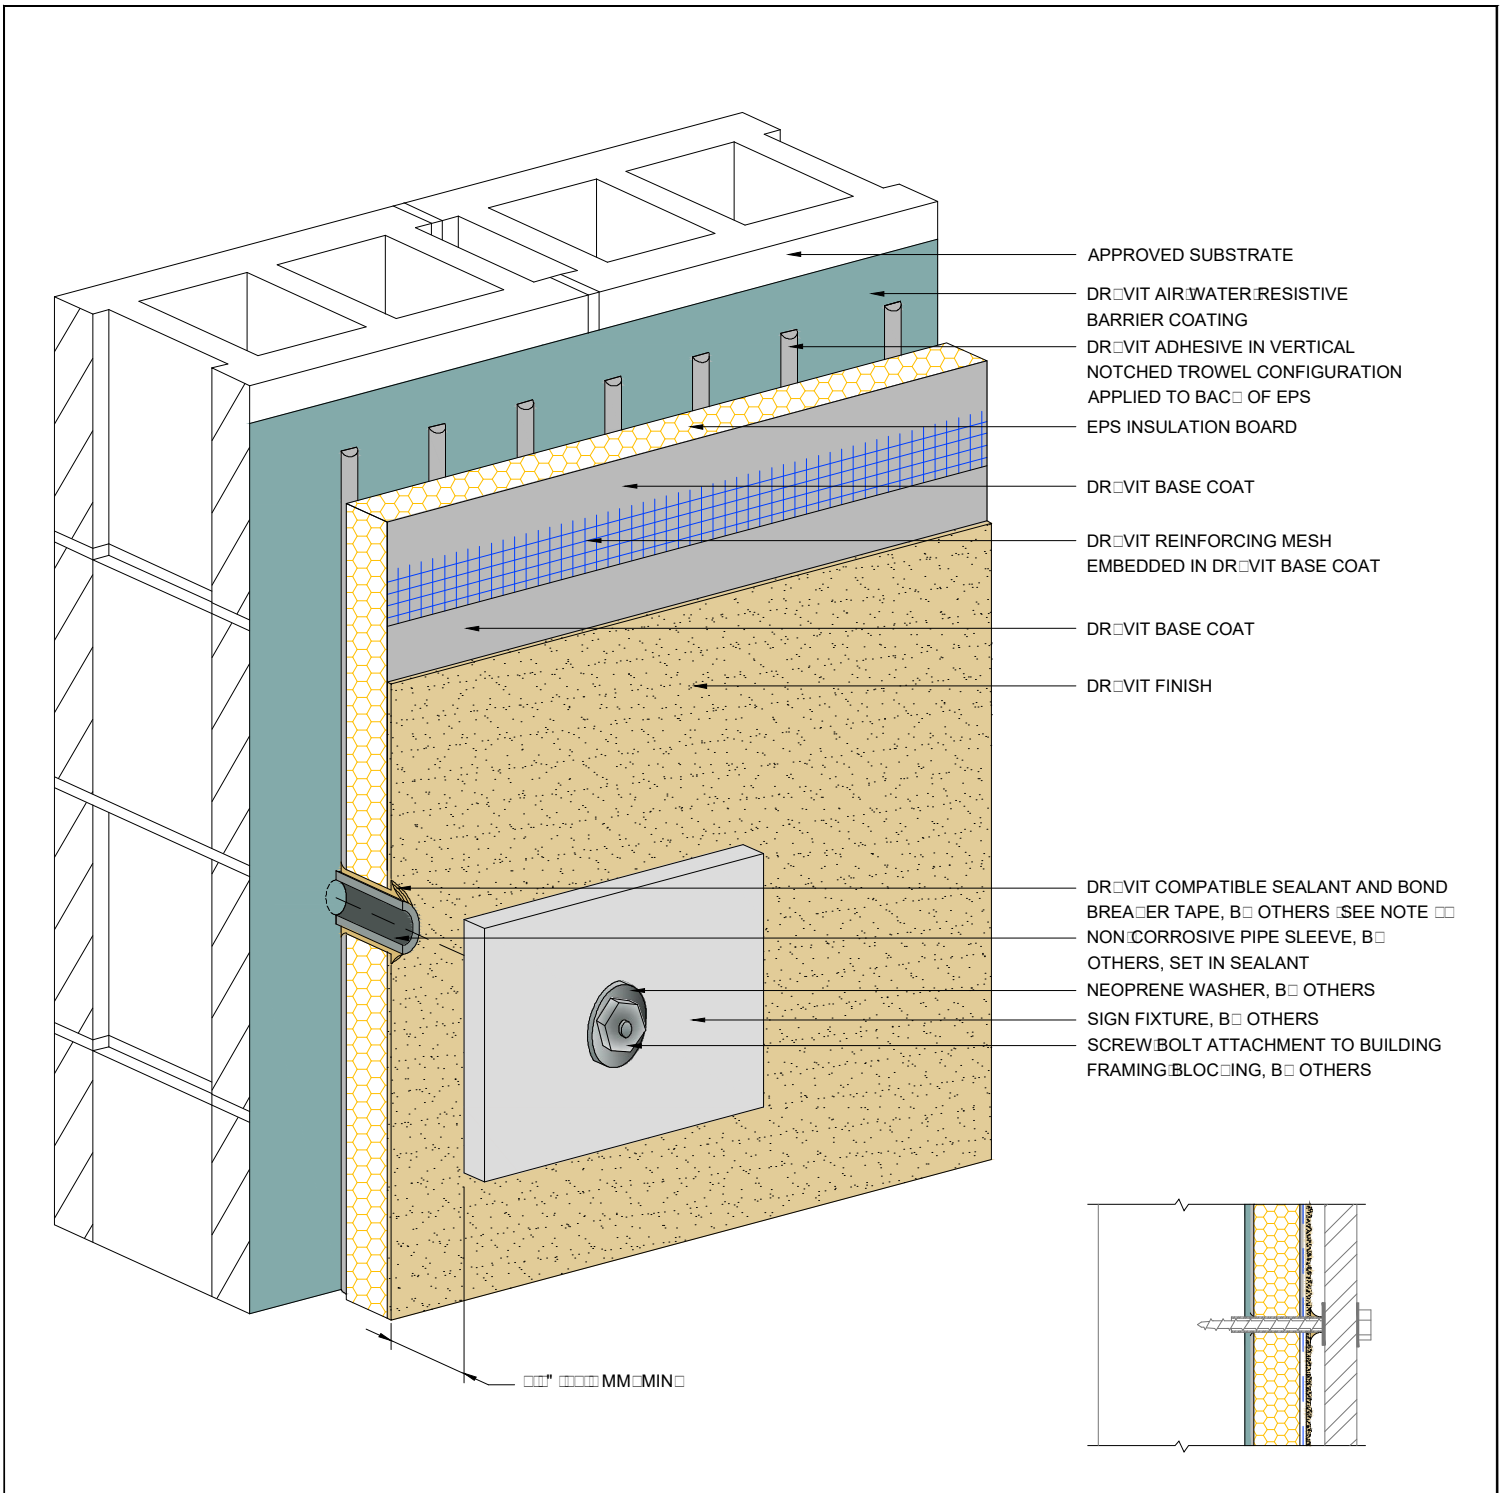 APPROVED SUBSTRATE
DR□VIT AIR□WATER□RESISTIVE
BARRIER COATING
DR□VIT ADHESIVE IN VERTICAL
NOTCHED TROWEL CONFIGURATION
APPLIED TO BAC□ OF EPS
EPS INSULATION BOARD
DR□VIT BASE COAT
DR□VIT REINFORCING MESH
EMBEDDED IN DR□VIT BASE COAT
DR□VIT BASE COAT
DR□VIT FINISH
DR□VIT COMPATIBLE SEALANT AND BOND
BREA□ER TAPE, B□ OTHERS □SEE NOTE □□
NON□CORROSIVE PIPE SLEEVE, B□
OTHERS, SET IN SEALANT
NEOPRENE WASHER, B□ OTHERS
SIGN FIXTURE, B□ OTHERS
SCREW□BOLT ATTACHMENT TO BUILDING
FRAMING□BLOC□ING, B□ OTHERS
□□□" □□□□ MM□MIN□